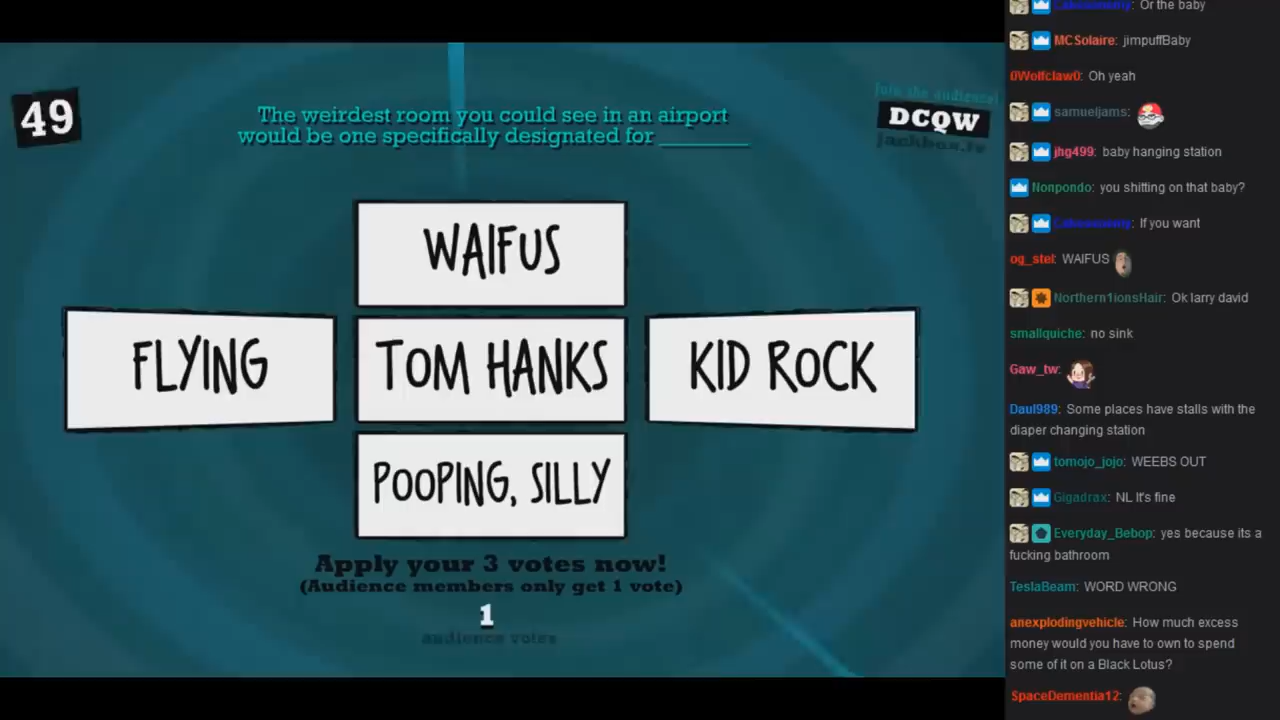 49
The weirdest room you could see in an airport
would be one specifically designated for ________
Join the audience!
DCQW
jackbox.tv
WAIFUS
FLYING
TOM HANKS
KID ROCK
POOPING, SILLY
Apply your 3 votes now!
(Audience members only get 1 vote)
1
audience votes
: Or the baby
MCSolaire: jimpuffBaby
0Wolfclaw0: Oh yeah
samueljams:
jhg499: baby hanging station
Nonpondo: you shitting on that baby?
: If you want
og_stel: WAIFUS
Northern1ionsHair: Ok larry david
smallquiche: no sink
Gaw_tw:
Daul989: Some places have stalls with the
diaper changing station
tomojo_jojo: WEEBS OUT
Gigadrax: NL It's fine
Everyday_Bebop: yes because its a
fucking bathroom
TeslaBeam: WORD WRONG
anexplodingvehicle: How much excess
money would you have to own to spend
some of it on a Black Lotus?
SpaceDementia12: